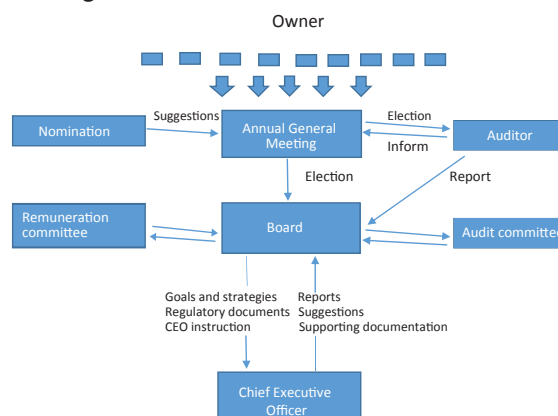 Owner
Suggestions
Election
Nomination
Annual General
Meeting
Inform
Auditor
Election
Report
Remuneration
committee
Board
Audit committee
Goals and strategies
Regulatory documents
CEO instruction
Reports
Suggestions
Supporting documentation
Chief Executive
Officer